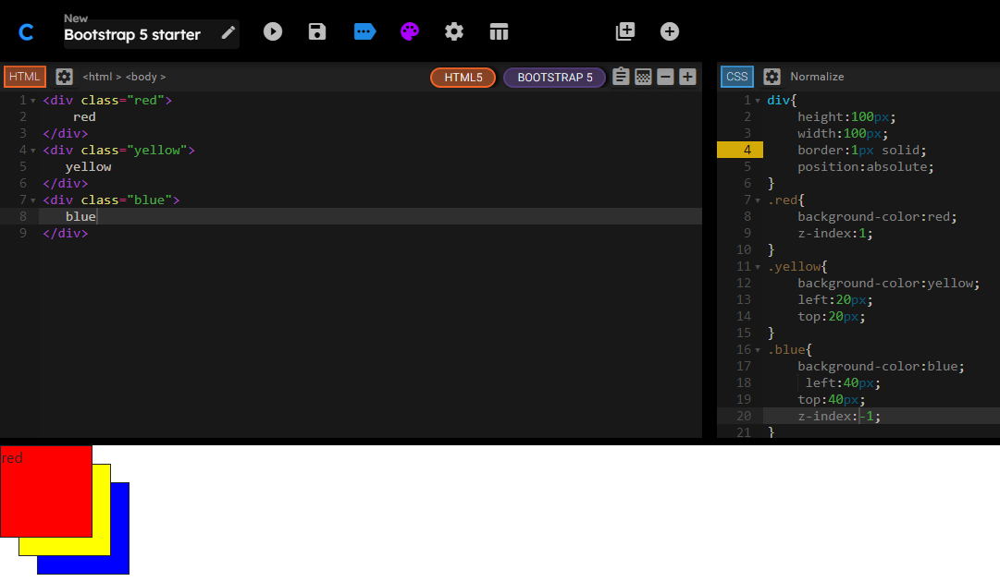 New
Bootstrap 5 starter
HTML
<html > <body >
HTML5
BOOTSTRAP 5
1 <div class="red">
2 red
3 </div>
4 <div class="yellow">
5 yellow
6 </div>
7 <div class="blue">
8 blue
9 </div>
CSS
Normalize
1 div{
2 height:100px;
3 width:100px;
4 border:1px solid;
5 position:absolute;
6 }
7 .red{
8 background-color:red;
9 z-index:1;
10 }
11 .yellow{
12 background-color:yellow;
13 left:20px;
14 top:20px;
15 }
16 .blue{
17 background-color:blue;
18 left:40px;
19 top:40px;
20 z-index:-1;
21 }
red